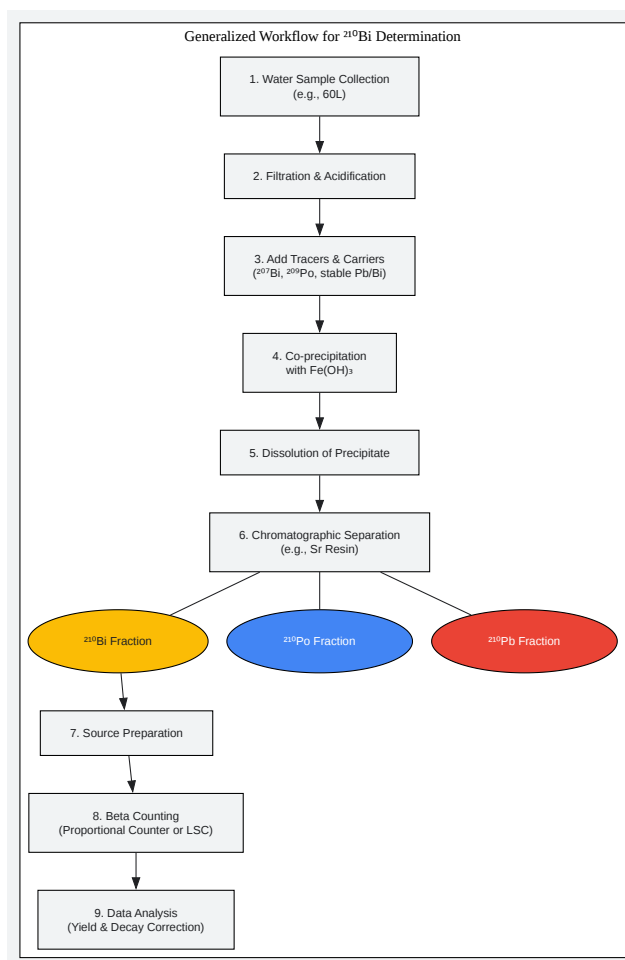 Generalized Workflow for ²¹⁰Bi Determination
1. Water Sample Collection
(e.g., 60L)
2. Filtration & Acidification
3. Add Tracers & Carriers
(²⁰⁷Bi, ²⁰⁹Po, stable Pb/Bi)
4. Co-precipitation
with Fe(OH)₃
5. Dissolution of Precipitate
6. Chromatographic Separation
(e.g., Sr Resin)
²¹⁰Bi Fraction
²¹⁰Po Fraction
²¹⁰Pb Fraction
7. Source Preparation
8. Beta Counting
(Proportional Counter or LSC)
9. Data Analysis
(Yield & Decay Correction)